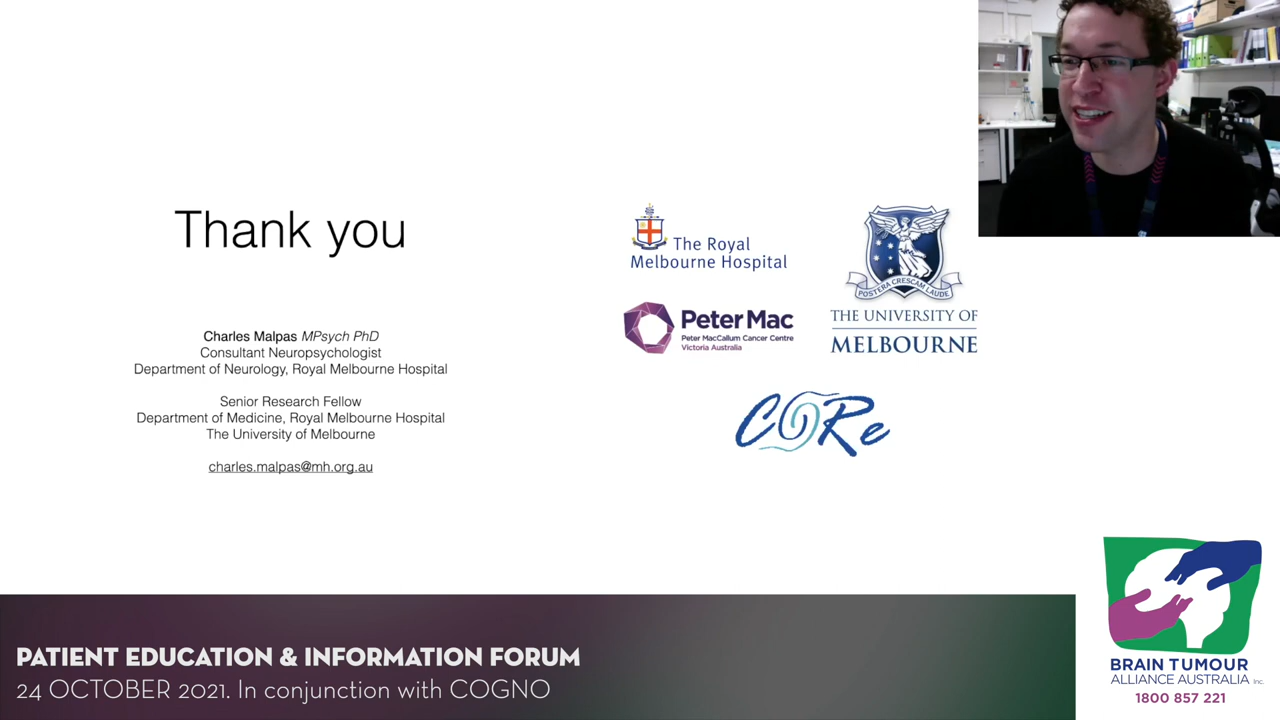 Thank you
Charles Malpas MPsych PhD
Consultant Neuropsychologist
Department of Neurology, Royal Melbourne Hospital
Senior Research Fellow
Department of Medicine, Royal Melbourne Hospital
The University of Melbourne
charles.malpas@mh.org.au
The Royal
Melbourne Hospital
Peter Mac
Peter MacCallum Cancer Centre
Victoria Australia
POSTERA CRESCAM LAUDE
THE UNIVERSITY OF
MELBOURNE
CORe
PATIENT EDUCATION & INFORMATION FORUM
24 OCTOBER 2021. In conjunction with COGNO
BRAIN TUMOUR
ALLIANCE AUSTRALIA Inc.
1800 857 221